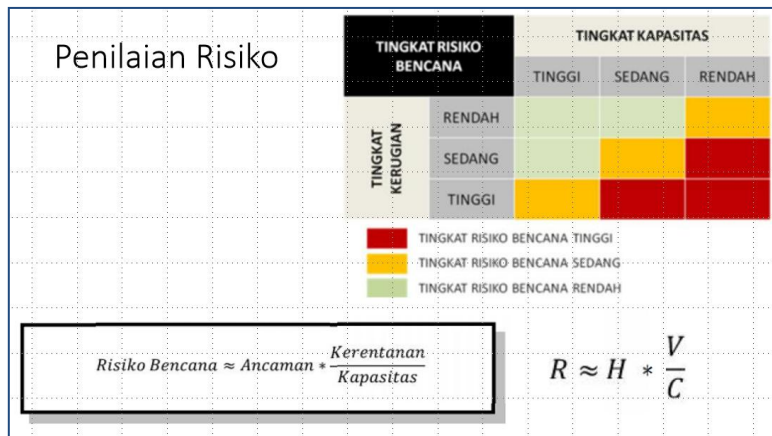 Penilaian Risiko
TINGKAT RISIKO
BENCANA
TINGKAT KAPASITAS
TINGGI SEDANG RENDAH
TINGKAT
KERUGIAN
RENDAH
SEDANG
TINGGI
TINGKAT RISIKO BENCANA TINGGI
TINGKAT RISIKO BENCANA SEDANG
TINGKAT RISIKO BENCANA RENDAH
Risiko Bencana ≈ Ancaman * Kerentanan / Kapasitas
R ≈ H * V / C